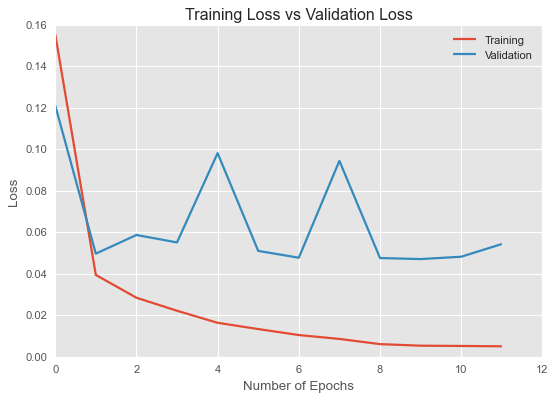 Training Loss vs Validation Loss
0.16
0.14
0.12
0.10
0.08
0.06
0.04
0.02
0.00
Loss
Training
Validation
0 2 4 6 8 10 12
Number of Epochs